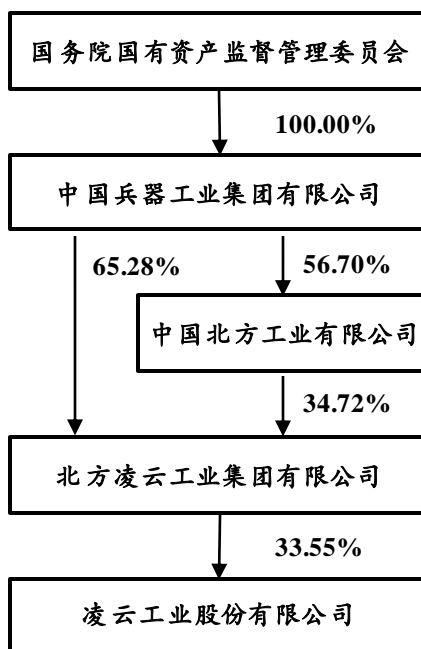 国务院国有资产监督管理委员会
100.00%
中国兵器工业集团有限公司
65.28%
56.70%
中国北方工业有限公司
34.72%
北方凌云工业集团有限公司
33.55%
凌云工业股份有限公司